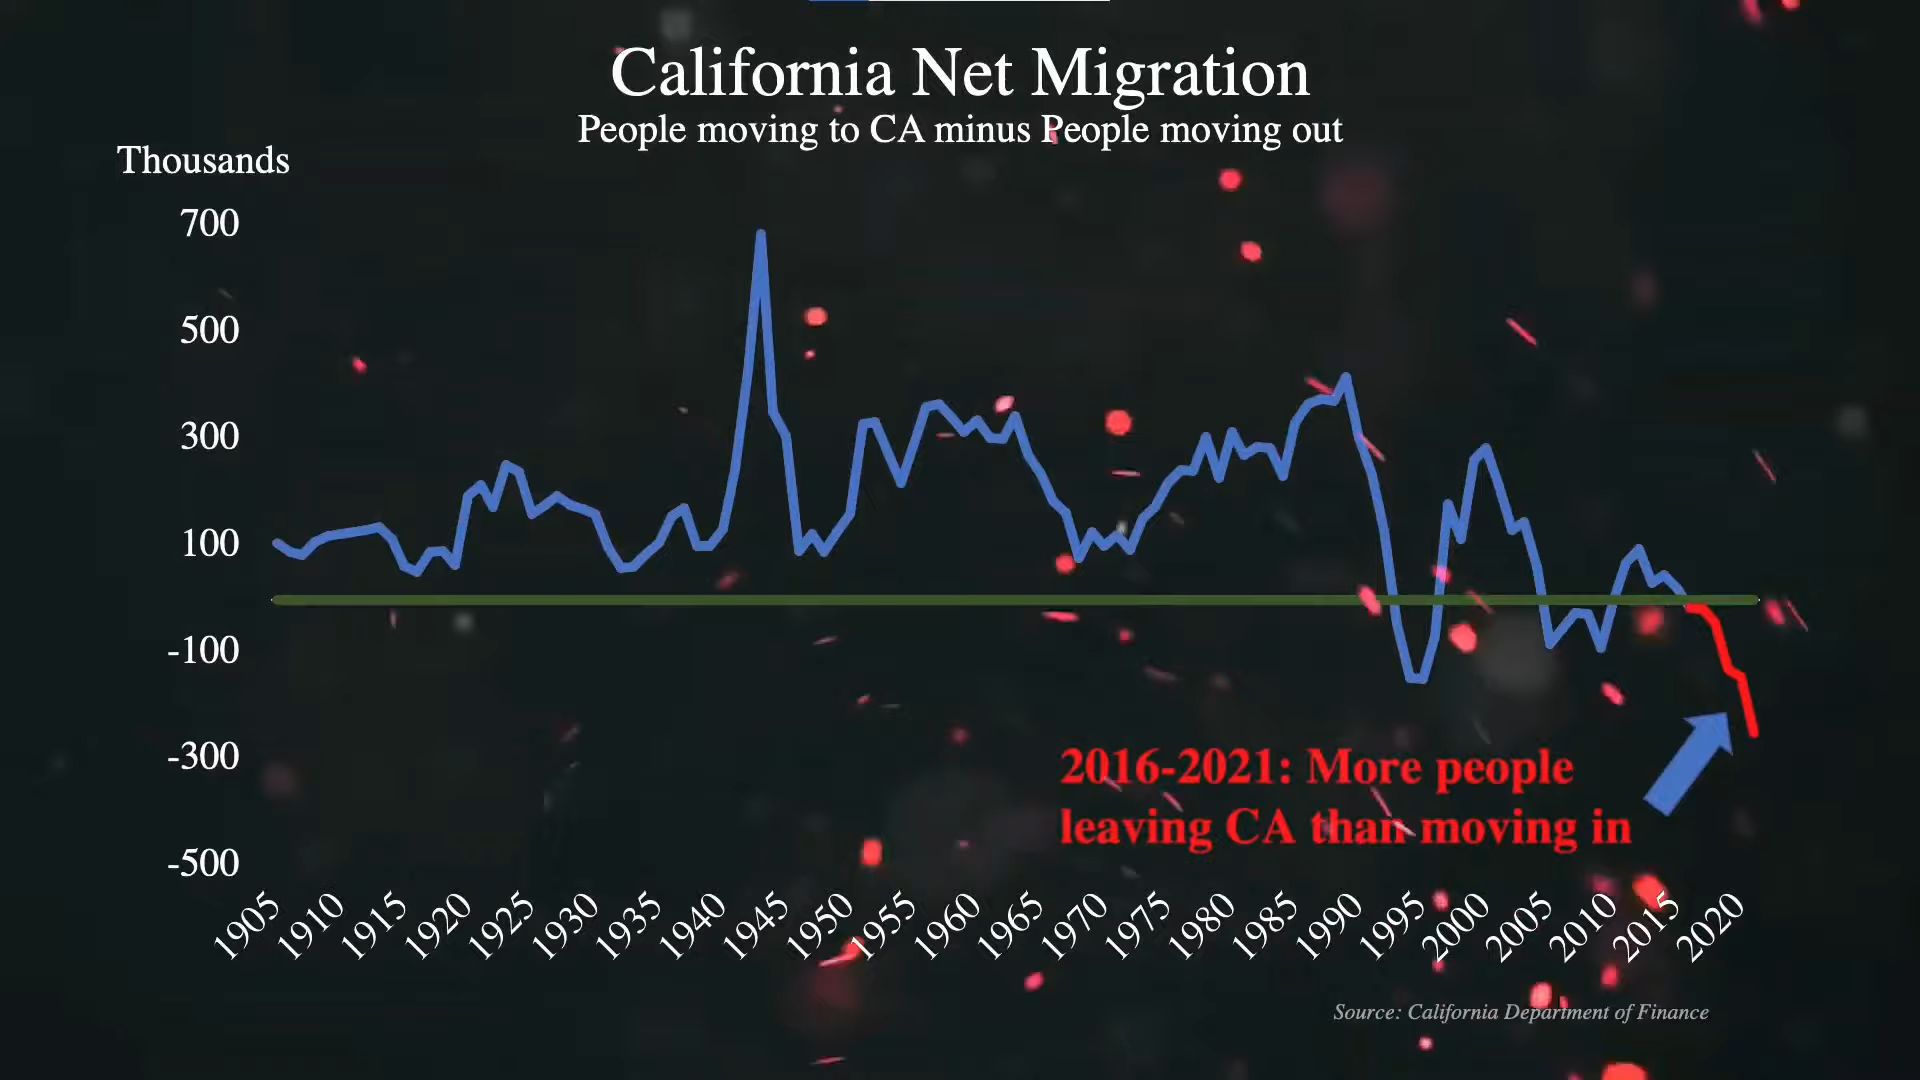 California Net Migration
People moving to CA minus People moving out
Thousands
700
500
300
100
-100
-300
-500
2016-2021: More people
leaving CA than moving in
1905 1910 1915 1920 1925 1930 1935 1940 1945 1950 1955 1960 1965 1970 1975 1980 1985 1990 1995 2000 2005 2010 2015 2020
Source: California Department of Finance